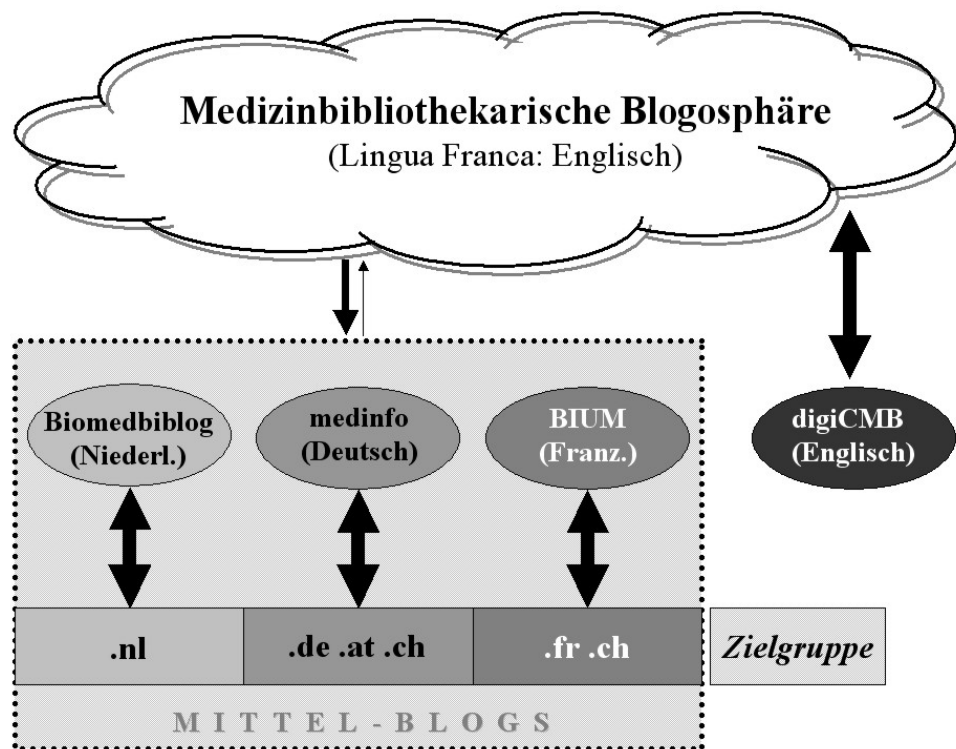 Medizinbibliothekarische Blogosphäre
(Lingua Franca: Englisch)
Biomedbiblog
(Niederl.)
medinfo
(Deutsch)
BIUM
(Franz.)
digiCMB
(Englisch)
.nl
.de .at .ch
.fr .ch
Zielgruppe
MITTEL-BLOGS